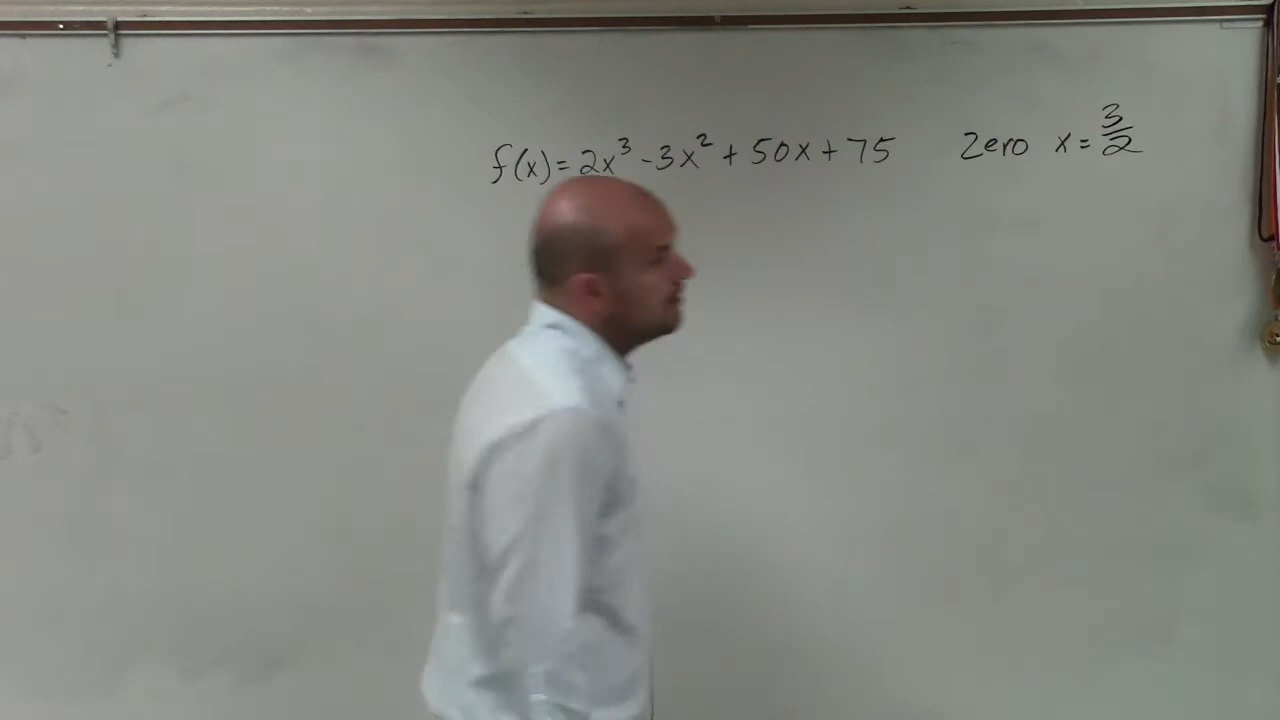 f(x)= 2x³ -3x² + 50x + 75 Zero x = 3/2